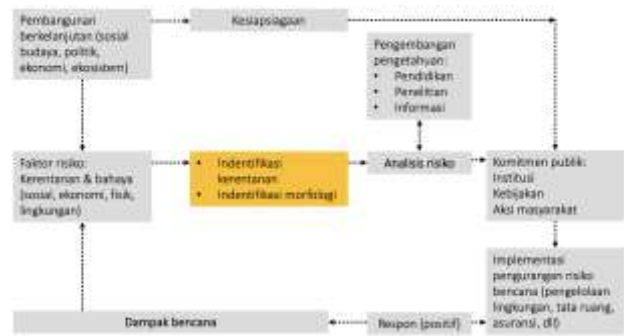 Pembangunan
berkelanjutan (sosial
budaya, politik,
ekonomi, ekosistem)
Kesiapsiagaan
Pengembangan
pengetahuan:
• Pendidikan
• Penelitian
• Informasi
Faktor risiko:
Kerentanan & bahaya
(sosial, ekonomi, fisik,
lingkungan)
• Indentifikasi
kerentanan
• Indentifikasi morfologi
Analisis risiko
Komitmen publik:
Institusi
Kebijakan
Aksi masyarakat
Implementasi
pengurangan risiko
bencana (pengelolaan
lingkungan, tata ruang,
asuransi, dll)
Dampak bencana
Respon (positif)